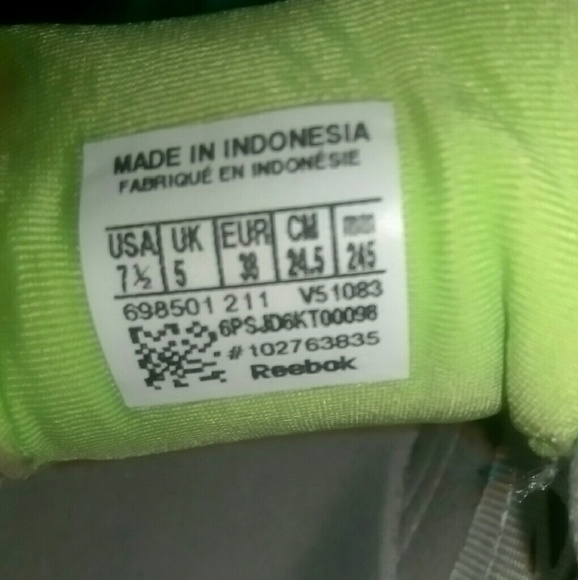 MADE IN INDONESIA
FABRIQUÉ EN INDONÉSIE
USA UK EUR CM mm
7½ 5 38 24.5 245
698501 211 V51083
6PSJD6KT00098
#102763835
Reebok